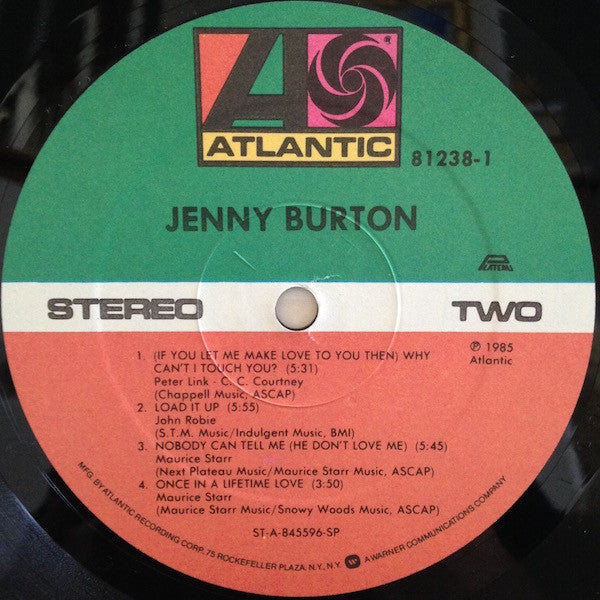 A
®
ATLANTIC
81238-1
JENNY BURTON
PLATEAU
STEREO TWO
℗ 1985
Atlantic
1. (IF YOU LET ME MAKE LOVE TO YOU THEN) WHY
CAN'T I TOUCH YOU? (5:31)
Peter Link - C. C. Courtney
(Chappell Music, ASCAP)
2. LOAD IT UP (5:55)
John Robie
(S.T.M. Music/Indulgent Music, BMI)
3. NOBODY CAN TELL ME (HE DON'T LOVE ME) (5:45)
Maurice Starr
(Next Plateau Music/Maurice Starr Music, ASCAP)
4. ONCE IN A LIFETIME LOVE (3:50)
Maurice Starr
(Maurice Starr Music/Snowy Woods Music, ASCAP)
ST-A-845596-SP
MFG. BY ATLANTIC RECORDING CORP. 75 ROCKEFELLER PLAZA, N.Y., N.Y. A WARNER COMMUNICATIONS COMPANY